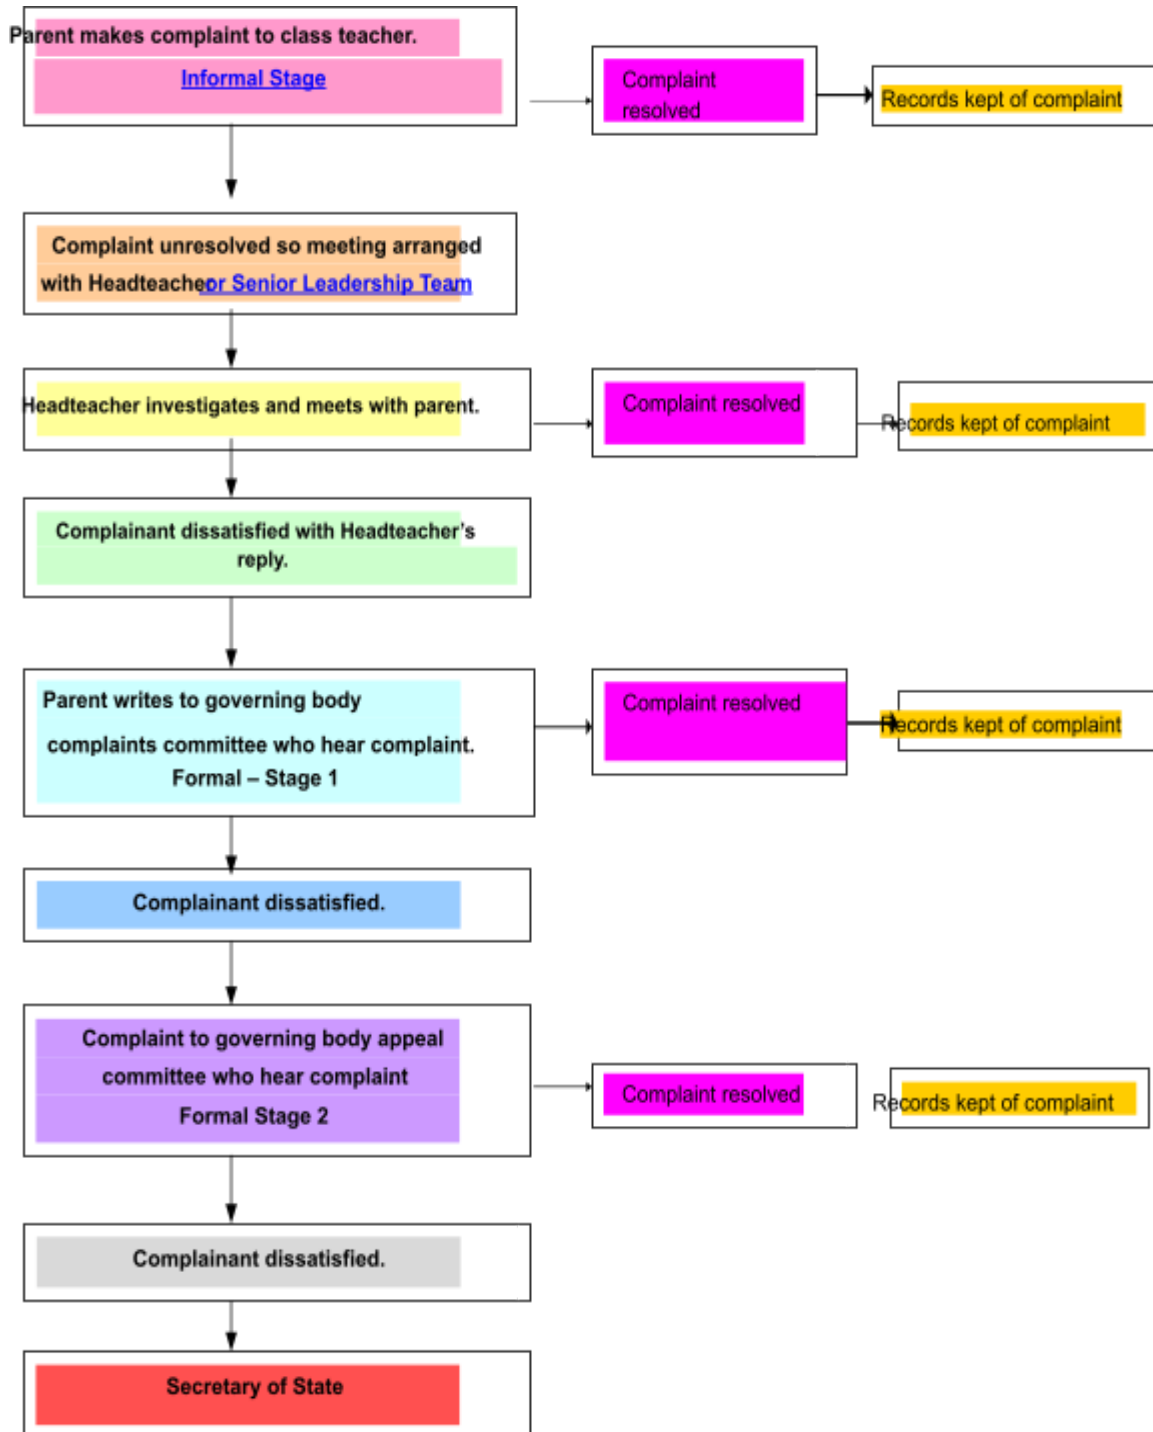 Parent makes complaint to class teacher.
Informal Stage
Complaint
resolved
Records kept of complaint
Complaint unresolved so meeting arranged
with Headteacher or Senior Leadership Team
Headteacher investigates and meets with parent.
Complaint resolved
Records kept of complaint
Complainant dissatisfied with Headteacher’s
reply.
Parent writes to governing body
complaints committee who hear complaint.
Formal – Stage 1
Complaint resolved
Records kept of complaint
Complainant dissatisfied.
Complaint to governing body appeal
committee who hear complaint
Formal Stage 2
Complaint resolved
Records kept of complaint
Complainant dissatisfied.
Secretary of State